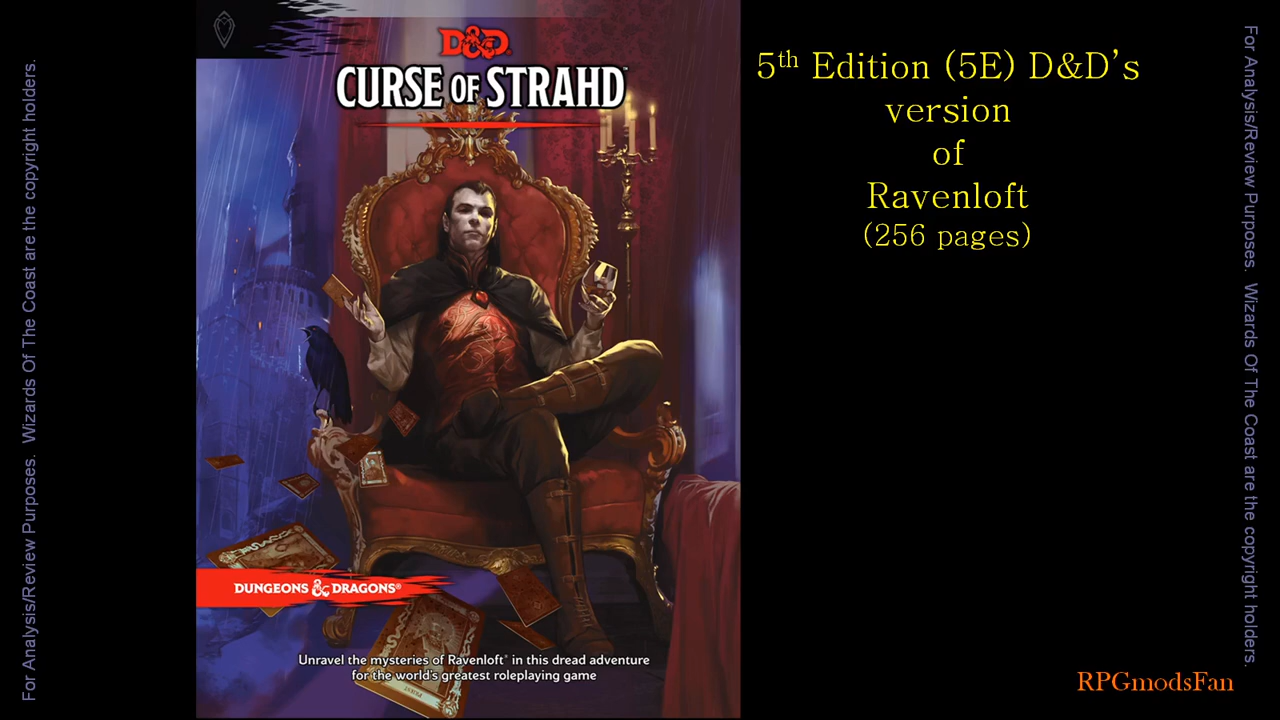 For Analysis/Review Purposes.  Wizards Of The Coast are the copyright holders.
D&D
CURSE OF STRAHD™
DUNGEONS & DRAGONS®
Unravel the mysteries of Ravenloft® in this dread adventure
for the world's greatest roleplaying game
5th Edition (5E) D&D’s
version
of
Ravenloft
(256 pages)
RPGmodsFan
For Analysis/Review Purposes.  Wizards Of The Coast are the copyright holders.